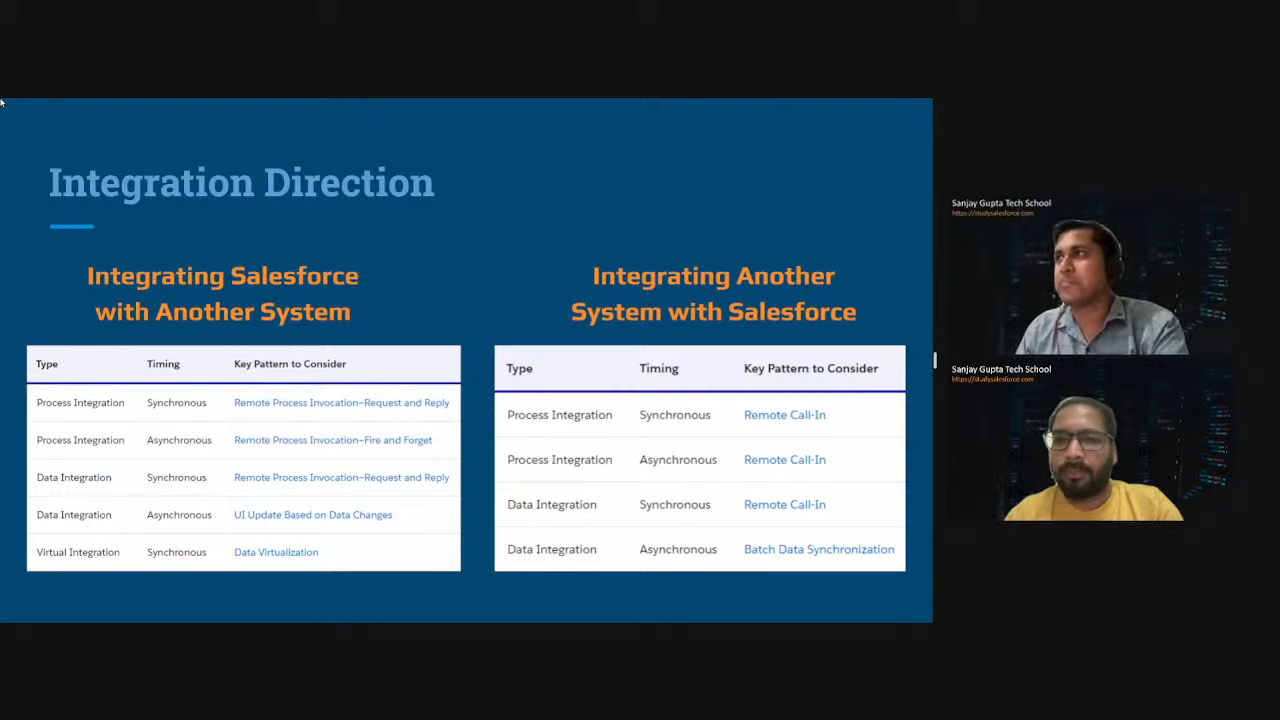 Integration Direction
Integrating Salesforce
with Another System
Type Timing Key Pattern to Consider
Process Integration Synchronous Remote Process Invocation–Request and Reply
Process Integration Asynchronous Remote Process Invocation–Fire and Forget
Data Integration Synchronous Remote Process Invocation–Request and Reply
Data Integration Asynchronous UI Update Based on Data Changes
Virtual Integration Synchronous Data Virtualization
Integrating Another
System with Salesforce
Type Timing Key Pattern to Consider
Process Integration Synchronous Remote Call-In
Process Integration Asynchronous Remote Call-In
Data Integration Synchronous Remote Call-In
Data Integration Asynchronous Batch Data Synchronization
Sanjay Gupta Tech School
https://studysalesforce.com
Sanjay Gupta Tech School
https://studysalesforce.com